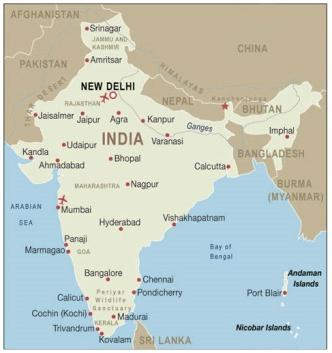 AFGHANISTAN
Srinagar
JAMMU AND
KASHMIR
CHINA
PAKISTAN
Amritsar
HIMALAYAS
THAR DESERT
NEW DELHI
RAJASTHAN
NEPAL
Kanchenjunga
BHUTAN
Jaisalmer
Jaipur
Agra
Kanpur
Ganges
Imphal
Varanasi
Udaipur
INDIA
BANGLADESH
Kandla
Ahmadabad
Bhopal
Calcutta
BURMA
(MYANMAR)
MAHARASHTRA
Nagpur
ARABIAN
SEA
Mumbai
Hyderabad
Vishakhapatnam
Panaji
Marmagao
GOA
Bay of
Bengal
Bangalore
Chennai
Andaman
Islands
Periyar
Wildlife
Sanctuary
Pondicherry
Port Blair
Calicut
Cochin (Kochi)
Madurai
KERALA
Trivandrum
Kovalam
SRI LANKA
Nicobar Islands